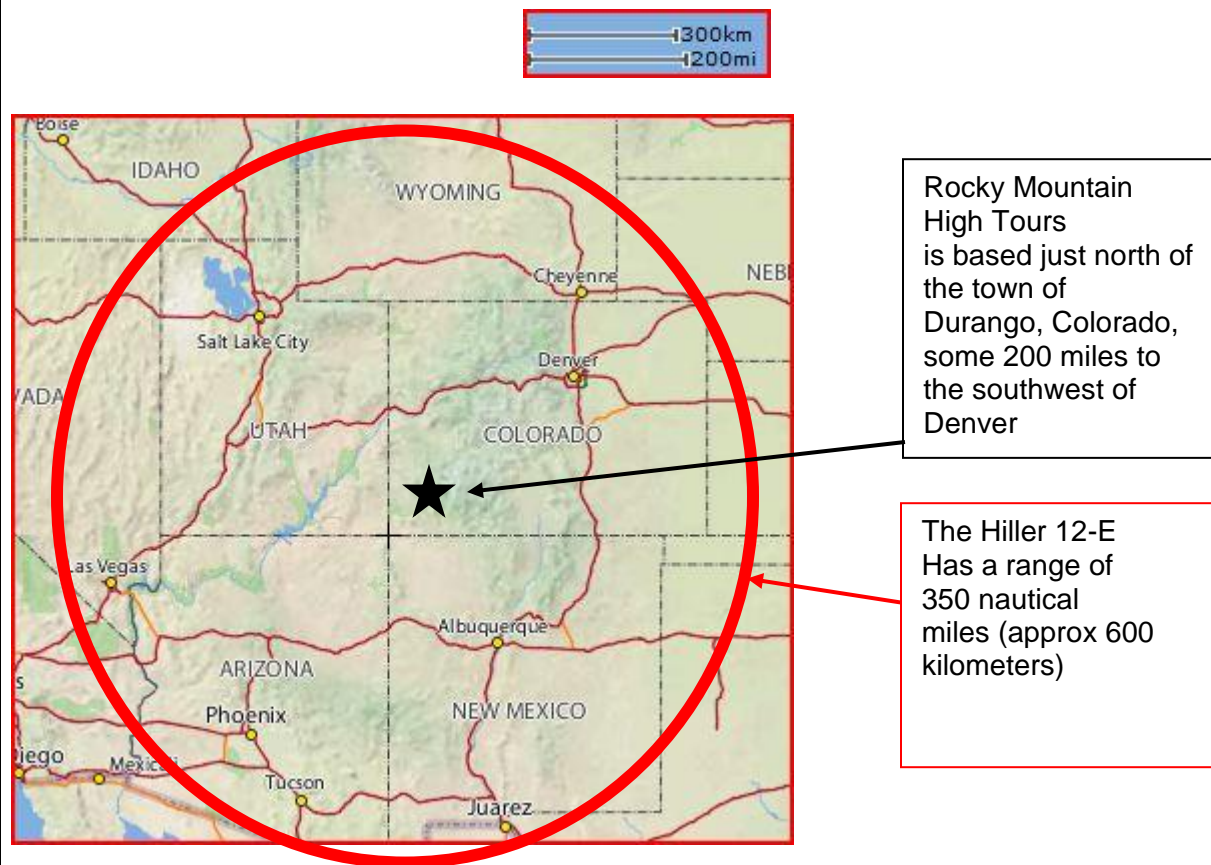 300km
200mi
Boise
IDAHO
WYOMING
Cheyenne
NEB
Salt Lake City
Denver
VADA
UTAH
COLORADO
Las Vegas
Albuquerque
ARIZONA
s
Phoenix
NEW MEXICO
Diego
Tucson
Juarez
Rocky Mountain
High Tours
is based just north of
the town of
Durango, Colorado,
some 200 miles to
the southwest of
Denver
The Hiller 12-E
Has a range of
350 nautical
miles (approx 600
kilometers)